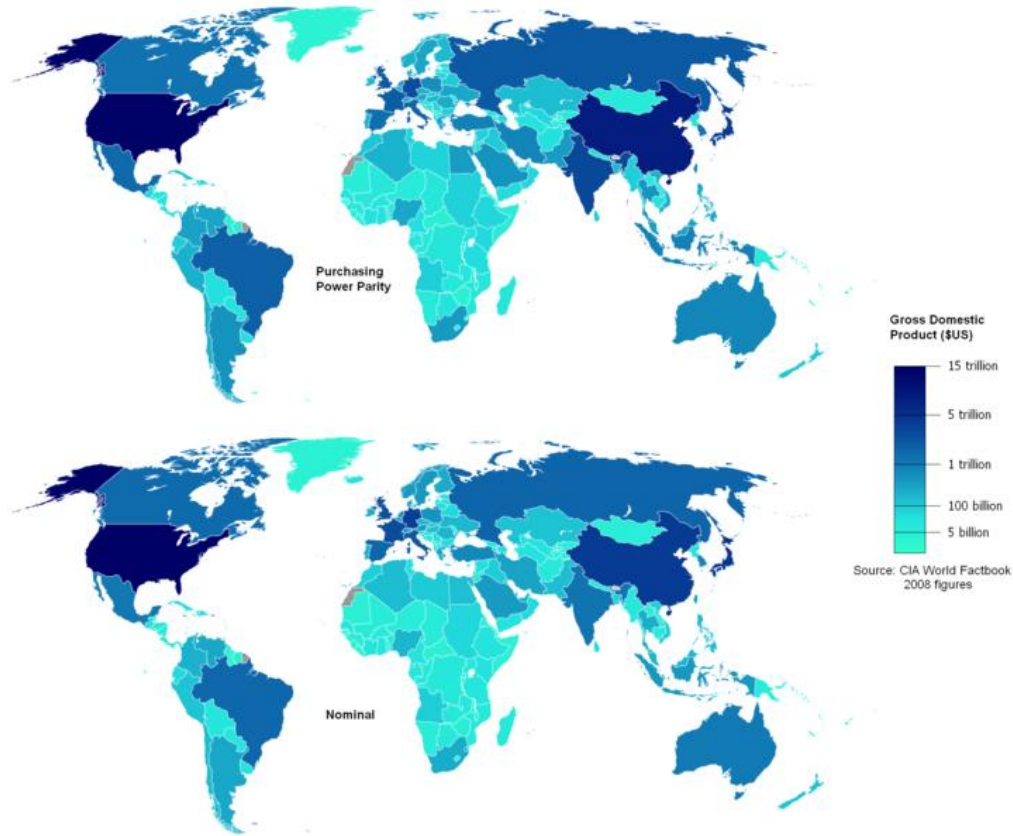 Purchasing
Power Parity
Gross Domestic
Product ($US)
15 trillion
5 trillion
1 trillion
100 billion
5 billion
Source: CIA World Factbook
2008 figures
Nominal